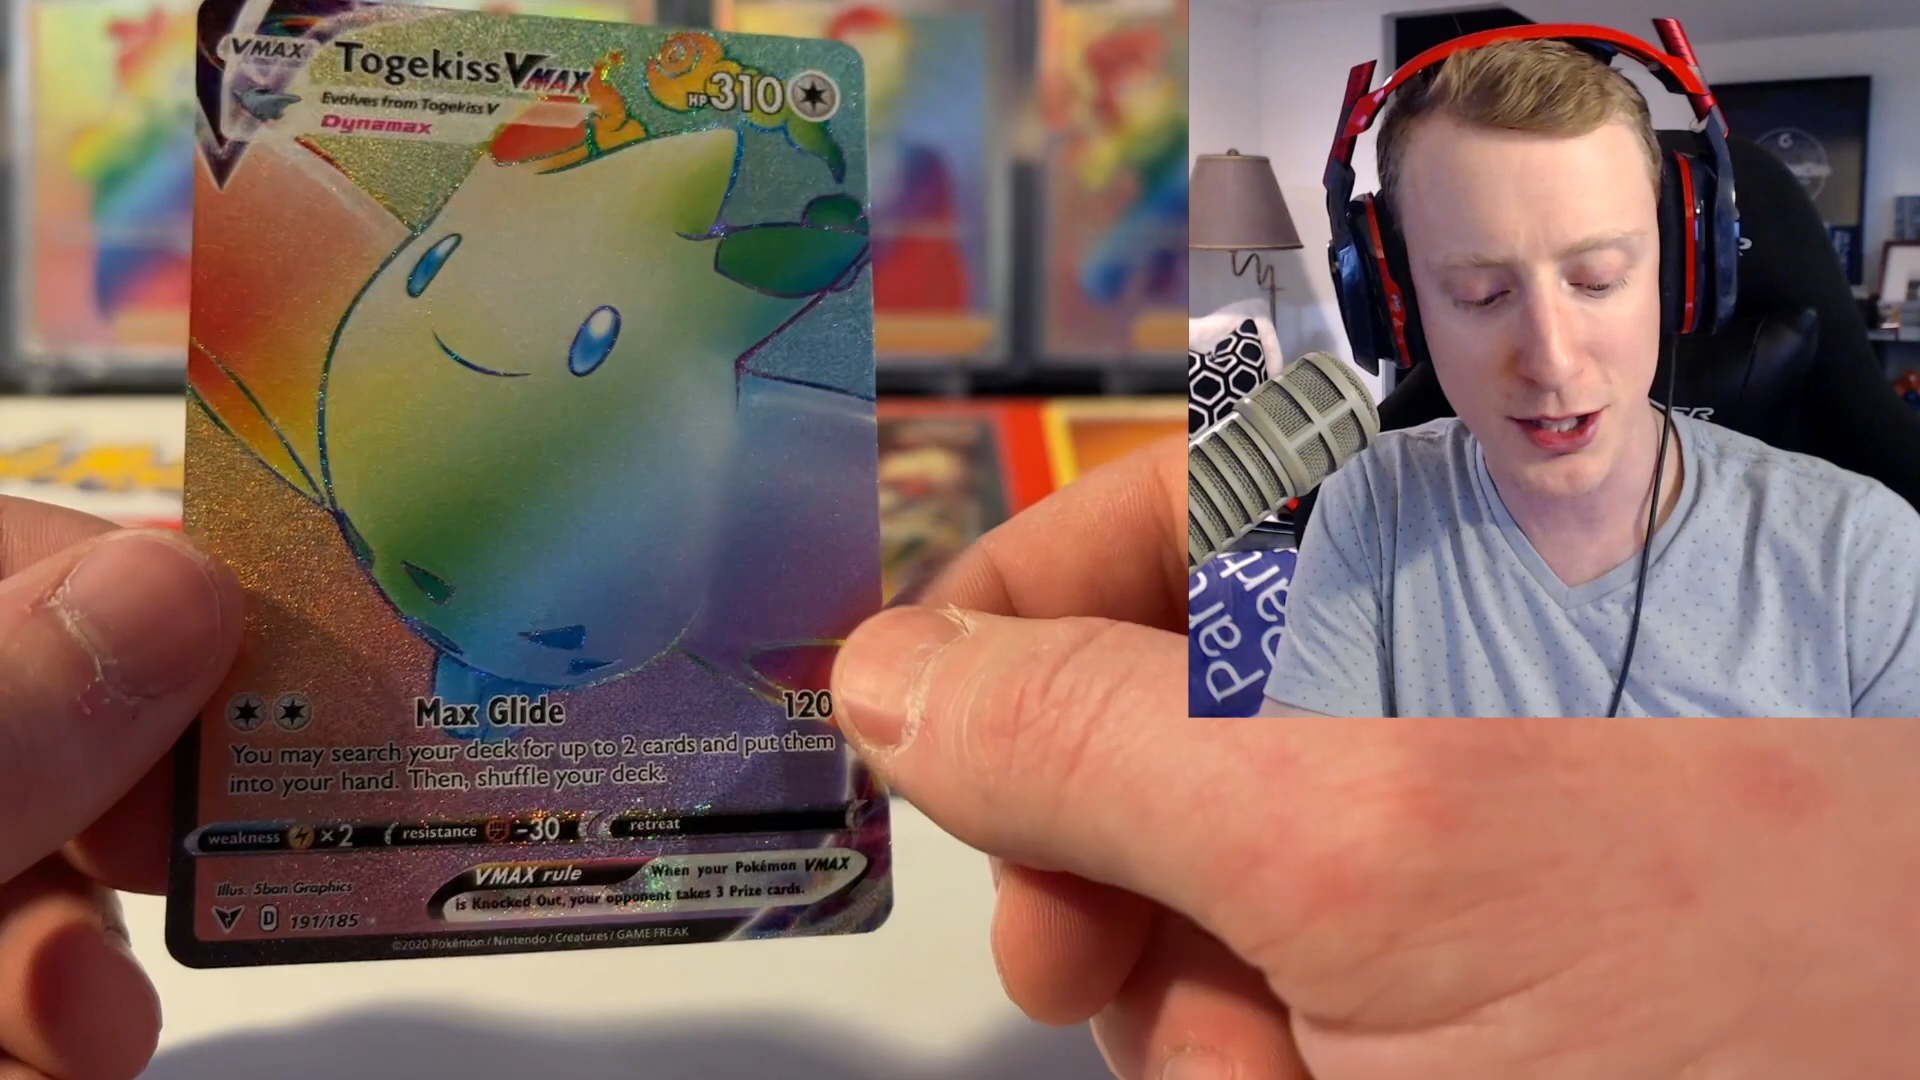 VMAX
Togekiss VMAX
HP 310
Evolves from Togekiss V
Dynamax
Max Glide 120
You may search your deck for up to 2 cards and put them
into your hand. Then, shuffle your deck.
weakness ×2 resistance -30 retreat
VMAX rule When your Pokémon VMAX
is Knocked Out, your opponent takes 3 Prize cards.
Illus. 5ban Graphics
D 191/185
©2020 Pokémon / Nintendo / Creatures / GAME FREAK